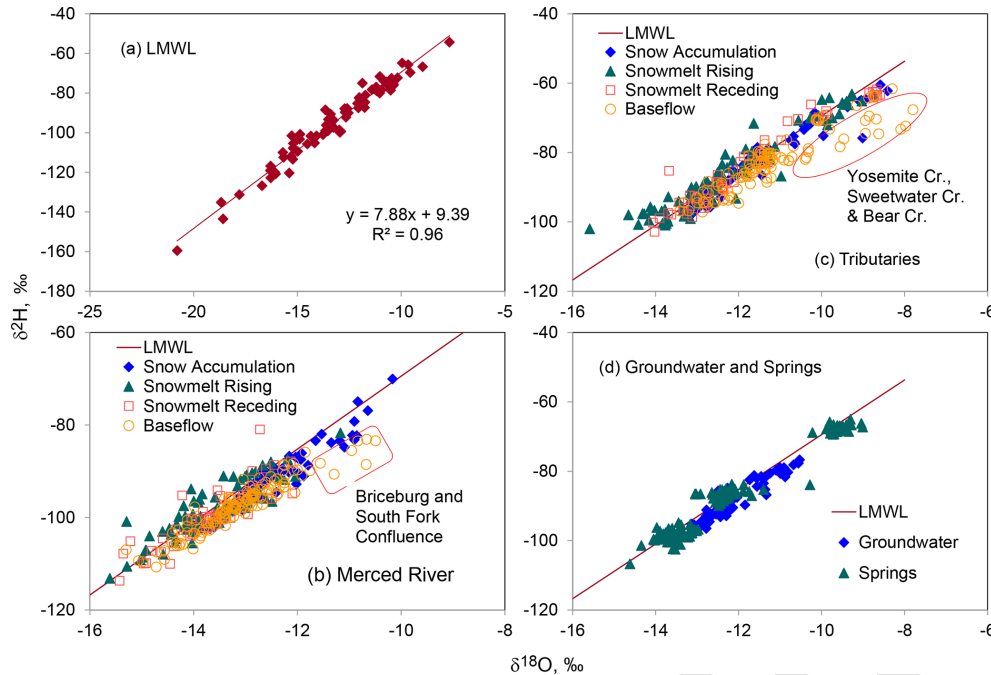 -40
-60
-80
-100
-120
-140
-160
-180
-25
-20
-15
-10
-5
(a) LMWL
y = 7.88x + 9.39
R² = 0.96
-40
-60
-80
-100
-120
-16
-14
-12
-10
-8
-6
LMWL
Snow Accumulation
Snowmelt Rising
Snowmelt Receding
Baseflow
Yosemite Cr.,
Sweetwater Cr.
& Bear Cr.
(c) Tributaries
δ²H, ‰
-60
-80
-100
-120
-16
-14
-12
-10
-8
LMWL
Snow Accumulation
Snowmelt Rising
Snowmelt Receding
Baseflow
Briceburg and
South Fork
Confluence
(b) Merced River
-40
-60
-80
-100
-120
-16
-14
-12
-10
-8
-6
(d) Groundwater and Springs
LMWL
Groundwater
Springs
δ¹⁸O, ‰